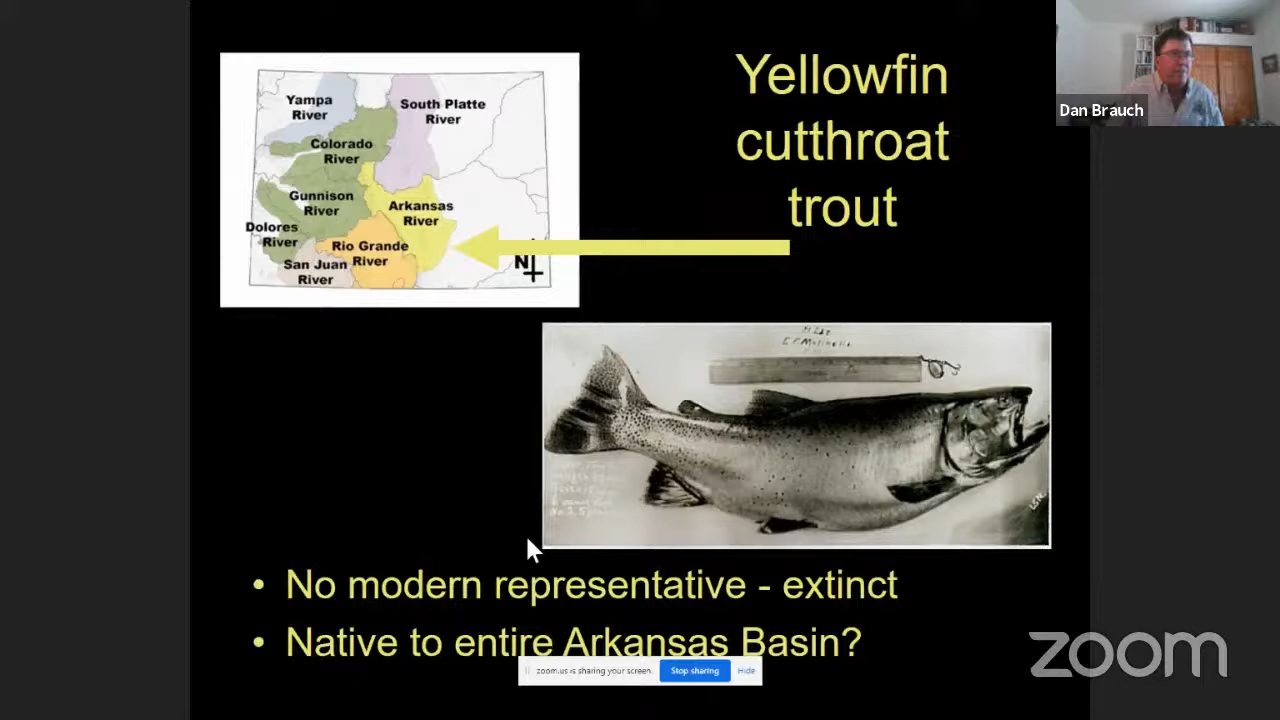 Yellowfin
cutthroat
trout
Dan Brauch
Yampa
River
South Platte
River
Colorado
River
Gunnison
River
Arkansas
River
Dolores
River
Rio Grande
River
San Juan
River
N
• No modern representative - extinct
• Native to entire Arkansas Basin?
zoom.us is sharing your screen.
Stop sharing
Hide
zoom